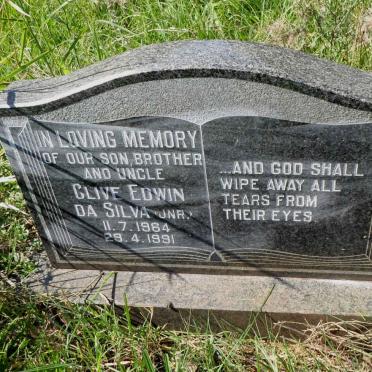 IN LOVING MEMORY
OF OUR SON, BROTHER
AND UNCLE
CLIVE EDWIN
DA SILVA (JNR.)
11.7.1964
29.4.1991
...AND GOD SHALL
WIPE AWAY ALL
TEARS FROM
THEIR EYES.